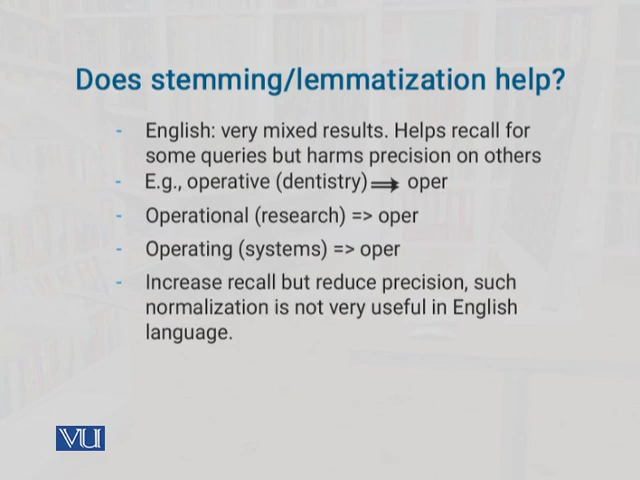 Does stemming/lemmatization help?
- English: very mixed results. Helps recall for
some queries but harms precision on others
- E.g., operative (dentistry) ⇒ oper
- Operational (research) => oper
- Operating (systems) => oper
- Increase recall but reduce precision, such
normalization is not very useful in English
language.
VU